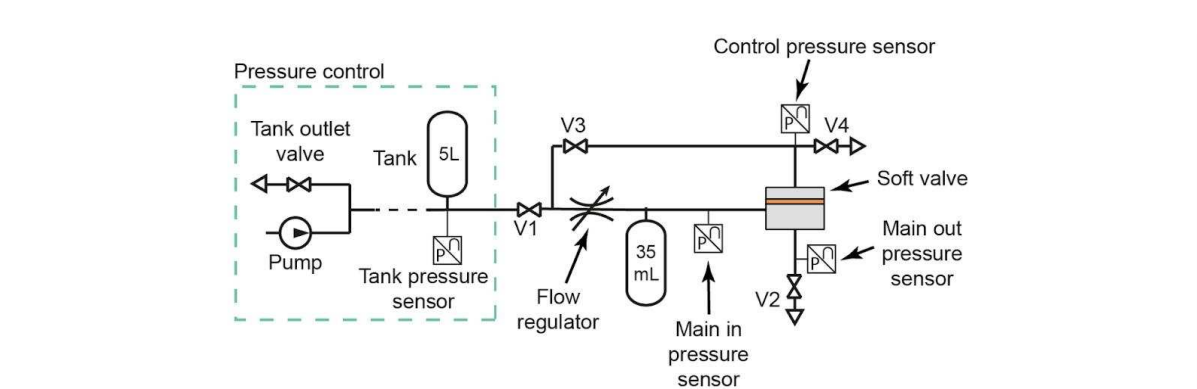 Control pressure sensor
Pressure control
Tank outlet
valve
Tank
5L
V3
P
V4
Soft valve
V1
Pump
P
Tank pressure
sensor
Flow
regulator
35
mL
P
Main in
pressure
sensor
P
Main out
pressure
sensor
V2